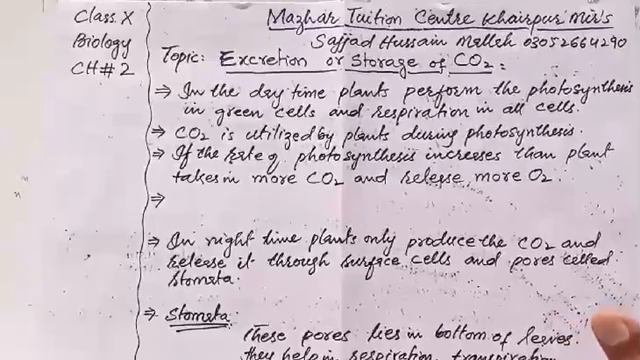 Class X
Biology
CH#2
Mazhar Tuition Centre Khairpur Mir's
Sajjad Hussain Mallah 03052664290
Topic: Excretion or Storage of CO2:
⇒ In the day time plants perform the photosynthesis
in green cells and respiration in all cells.
⇒ CO2 is utilized by plants during photosynthesis.
⇒ If the rate of photosynthesis increases than plant
takes in more CO2 and release more O2.
⇒
⇒ In night time plants only produce the CO2 and
release it through surface cells and pores called
Stomata.
⇒ Stomata:
These pores lies in bottom of leaves.
they help in respiration, transpiration